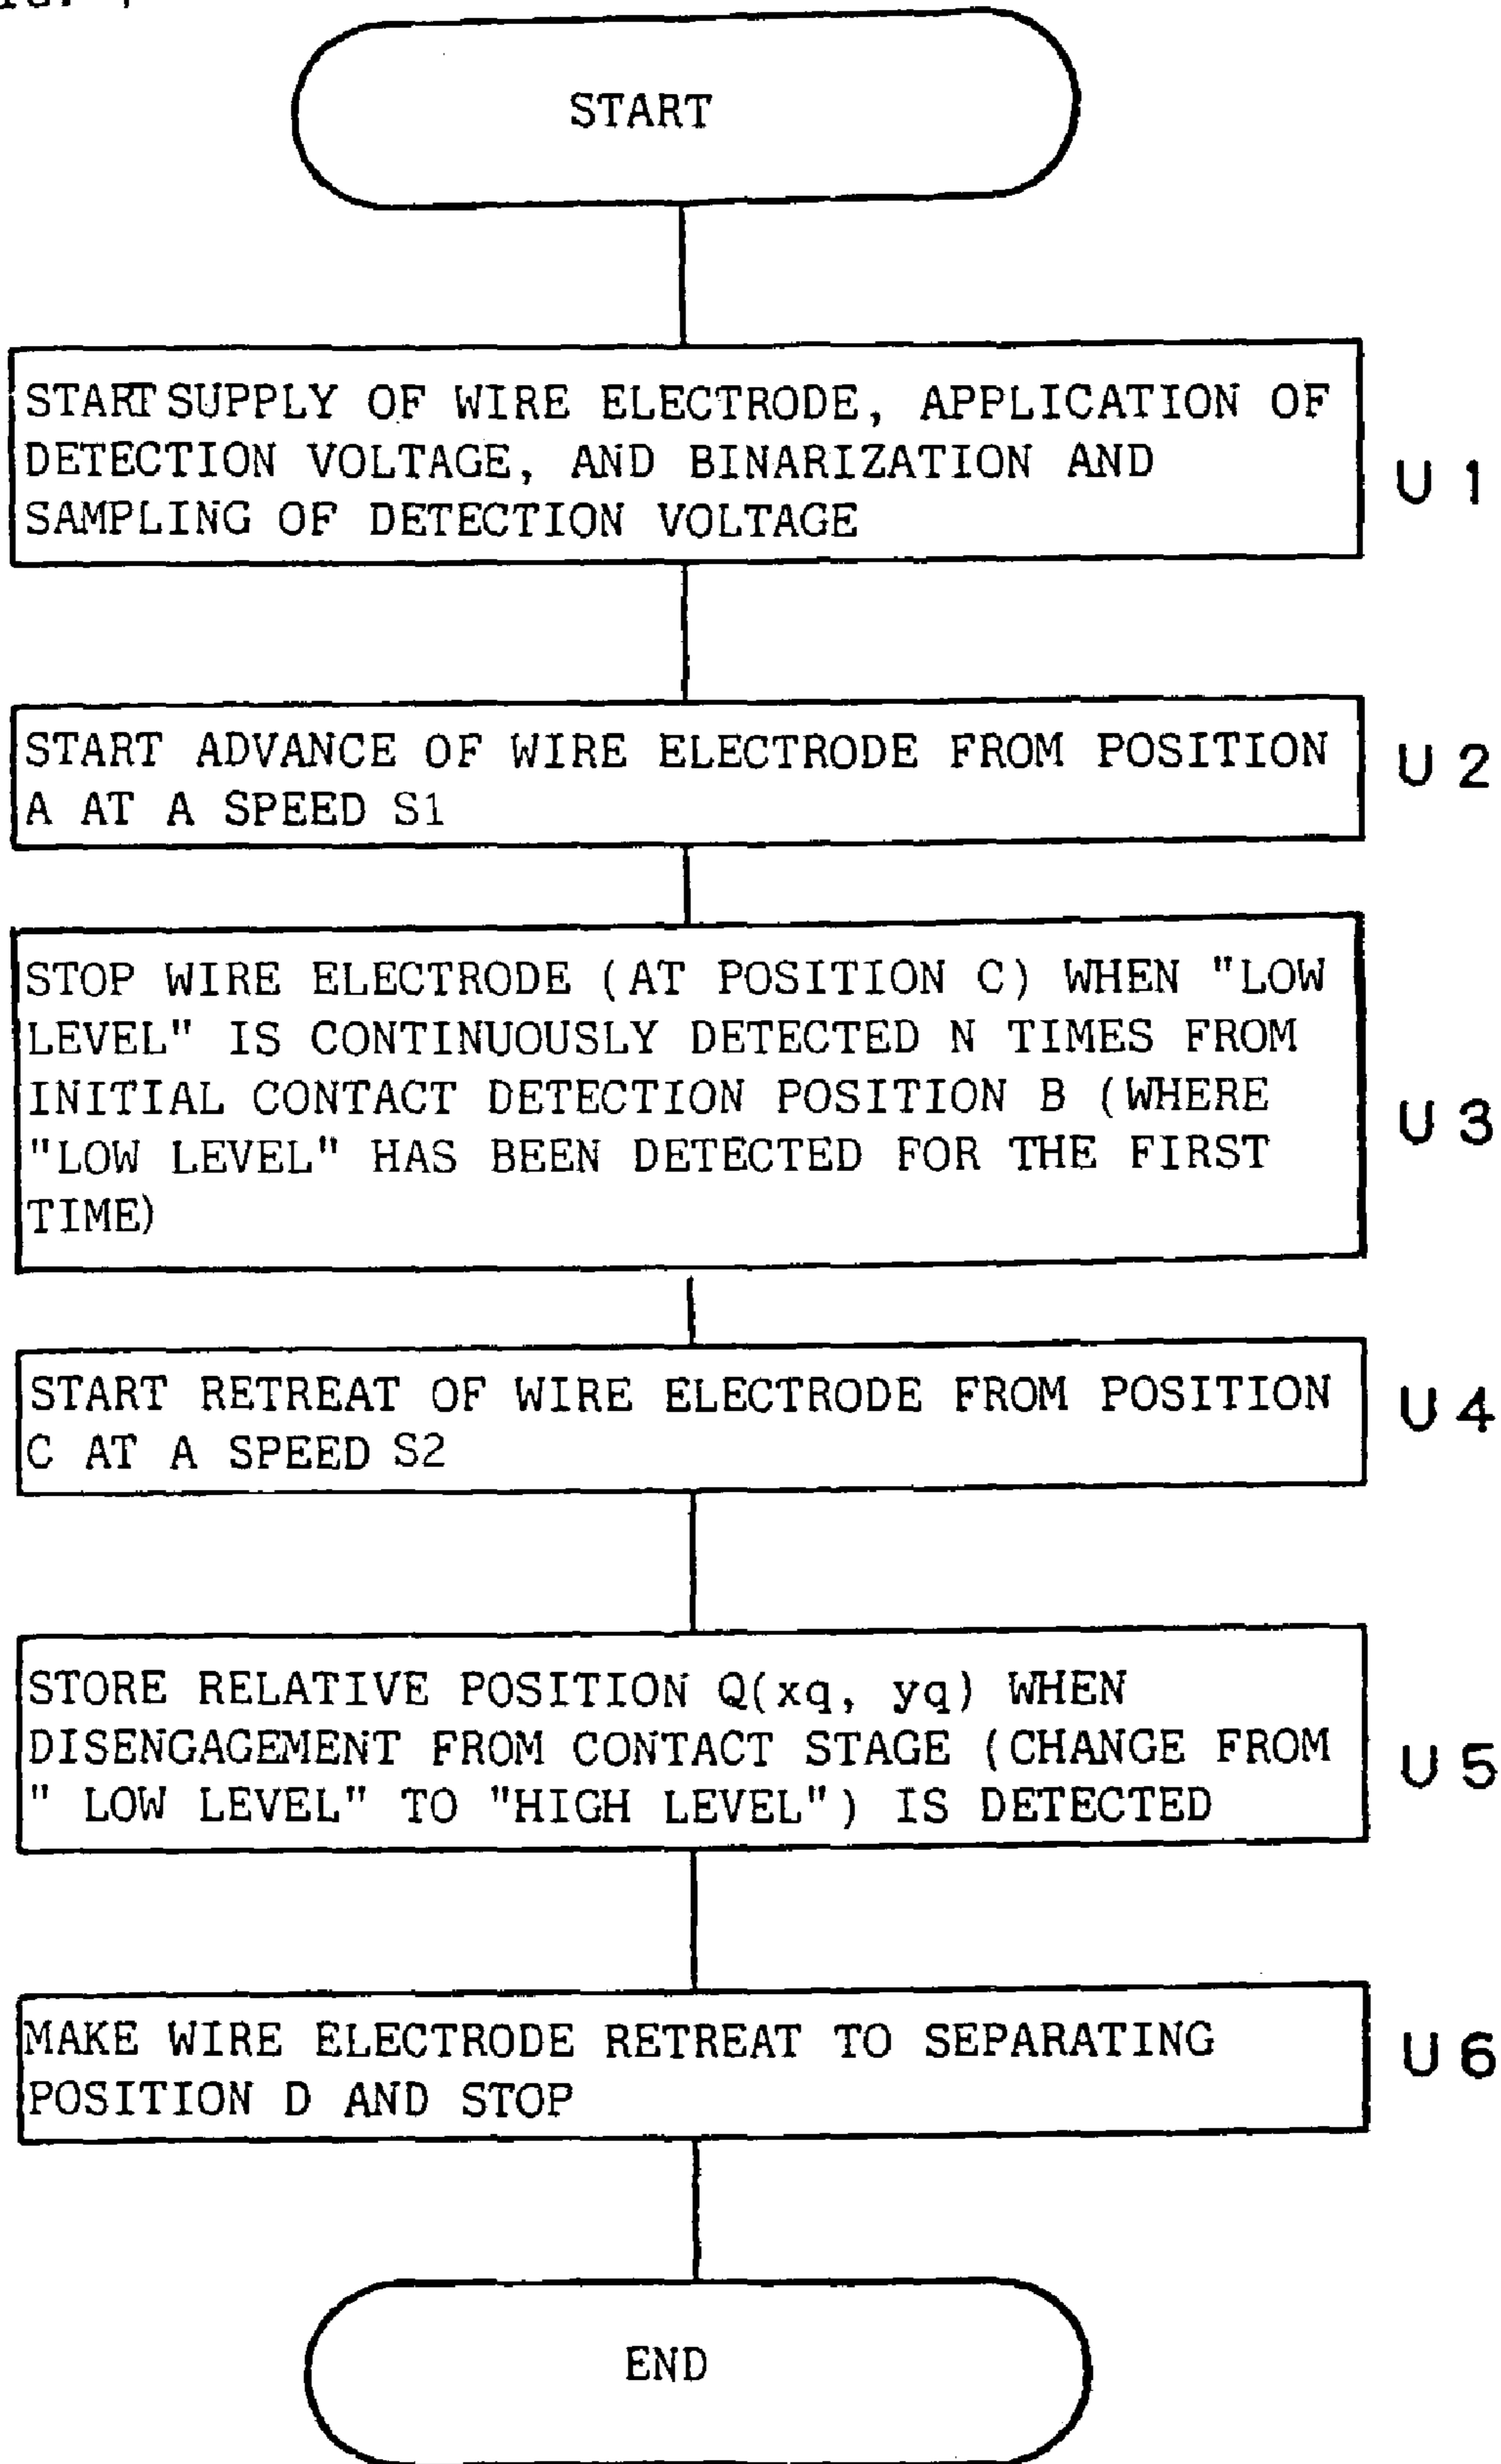 START
START SUPPLY OF WIRE ELECTRODE, APPLICATION OF
DETECTION VOLTAGE, AND BINARIZATION AND
SAMPLING OF DETECTION VOLTAGE
U 1
START ADVANCE OF WIRE ELECTRODE FROM POSITION
A AT A SPEED S1
U 2
STOP WIRE ELECTRODE (AT POSITION C) WHEN "LOW
LEVEL" IS CONTINUOUSLY DETECTED N TIMES FROM
INITIAL CONTACT DETECTION POSITION B (WHERE
"LOW LEVEL" HAS BEEN DETECTED FOR THE FIRST
TIME)
U 3
START RETREAT OF WIRE ELECTRODE FROM POSITION
C AT A SPEED S2
U 4
STORE RELATIVE POSITION Q(xq, yq) WHEN
DISENGAGEMENT FROM CONTACT STAGE (CHANGE FROM
" LOW LEVEL" TO "HIGH LEVEL") IS DETECTED
U 5
MAKE WIRE ELECTRODE RETREAT TO SEPARATING
POSITION D AND STOP
U 6
END